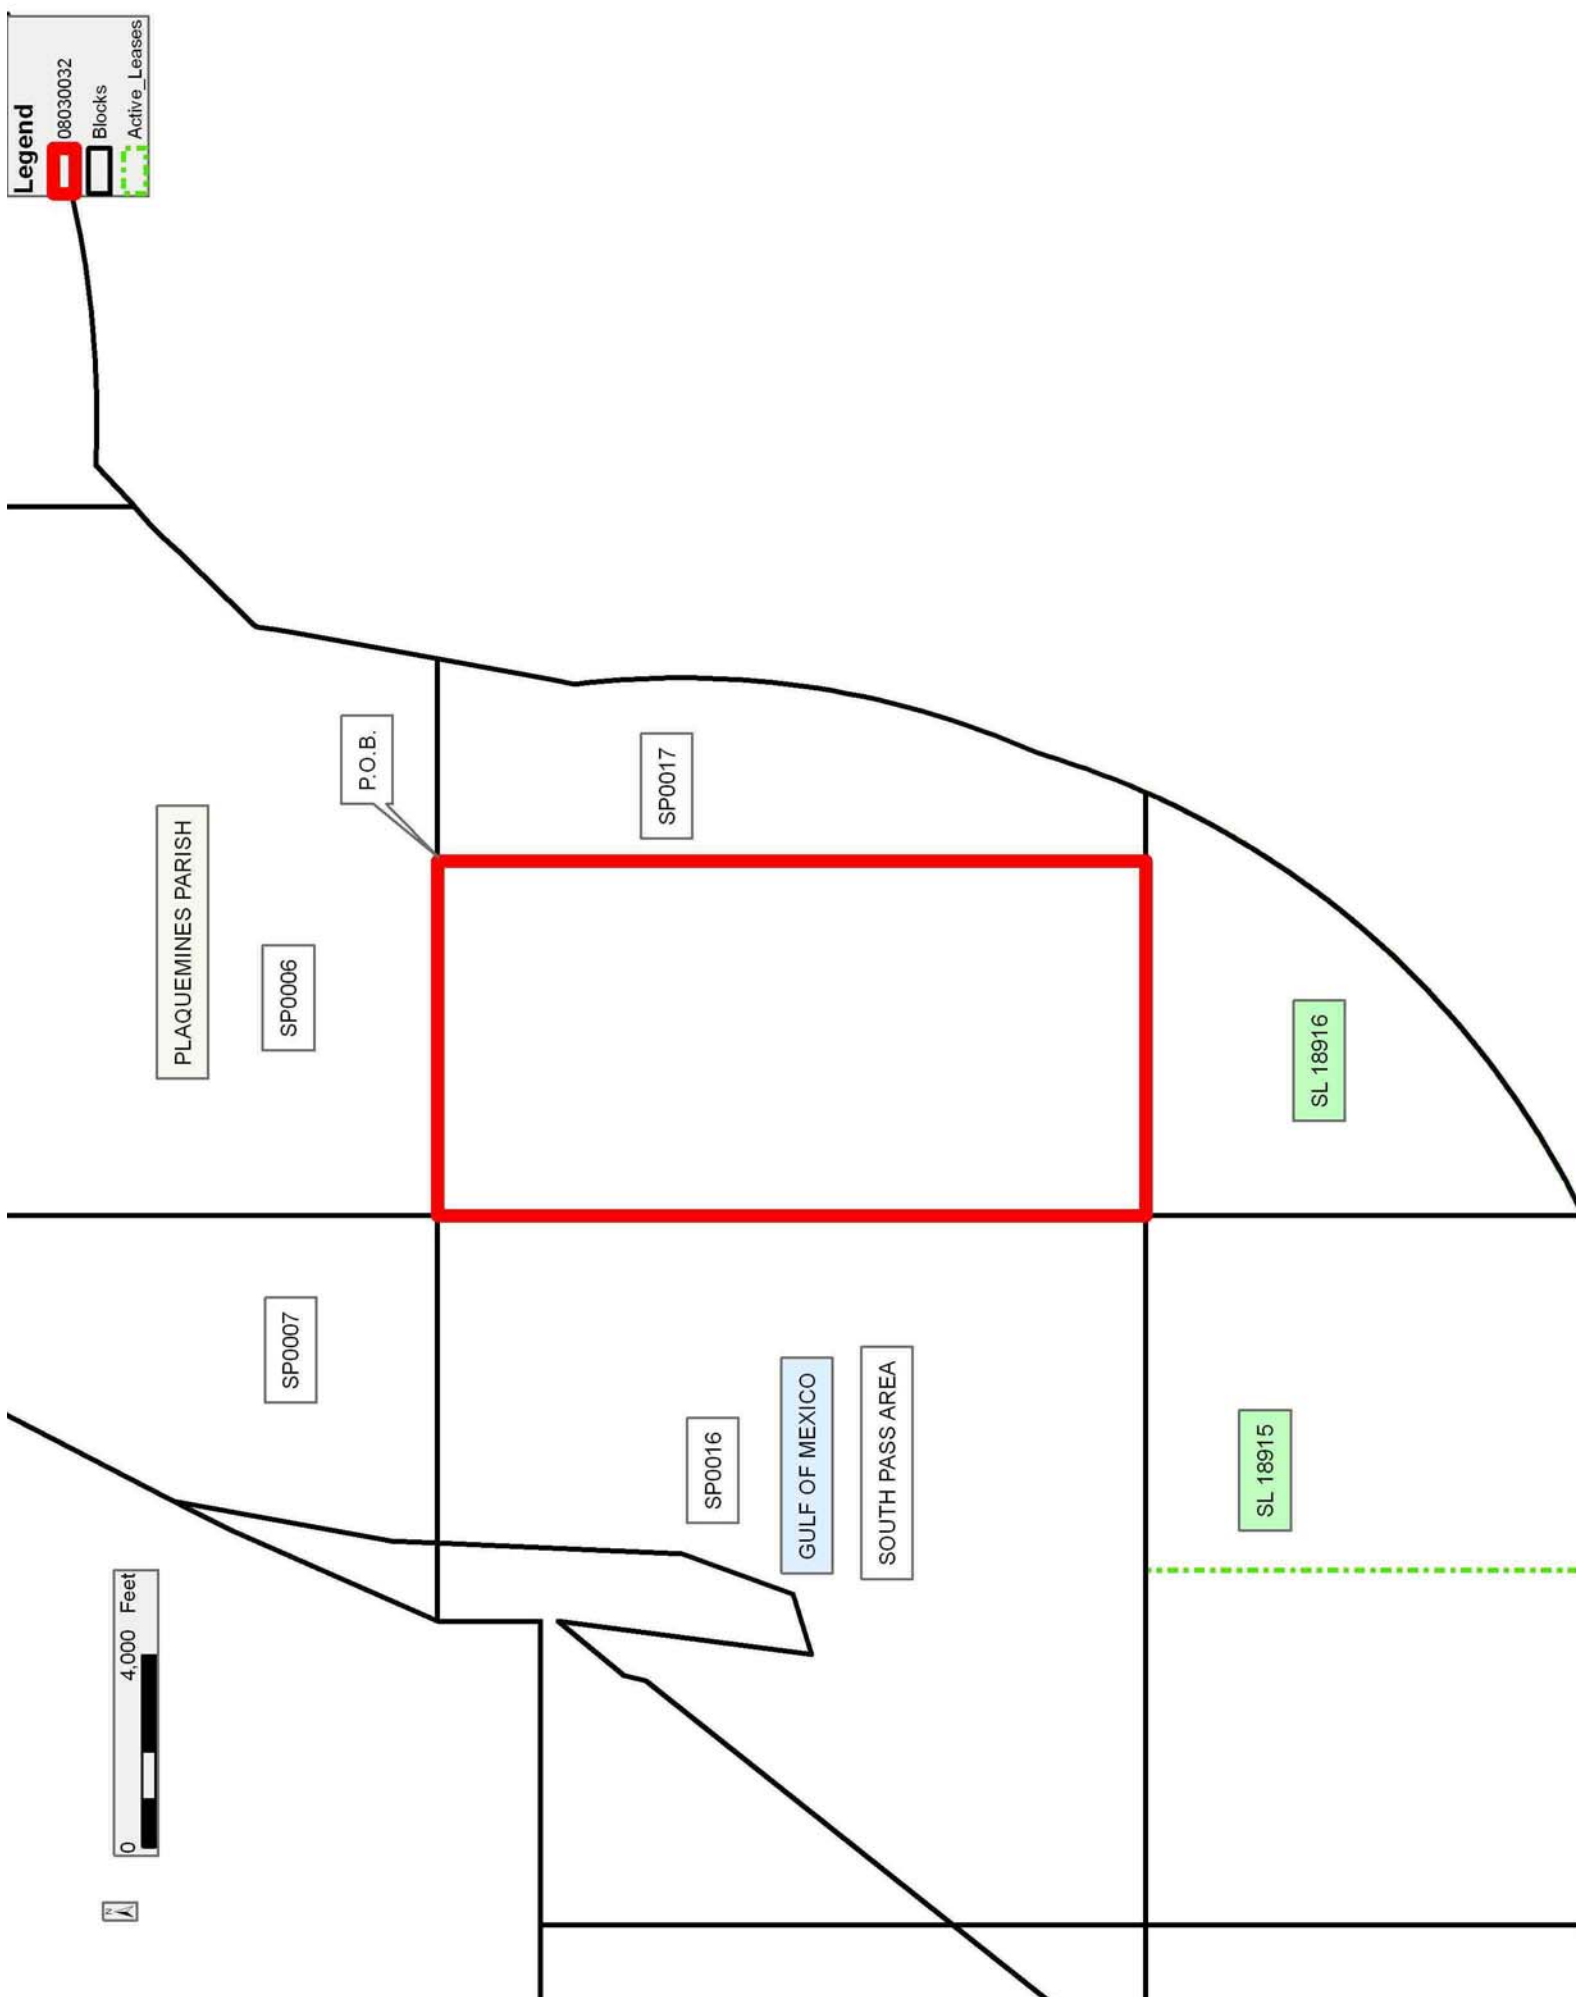 Legend
08030032
Blocks
Active_Leases
PLAQUEMINES PARISH
SP0006
P.O.B.
SP0017
SP0007
SP0016
GULF OF MEXICO
SOUTH PASS AREA
SL 18916
SL 18915
0 4,000 Feet
N